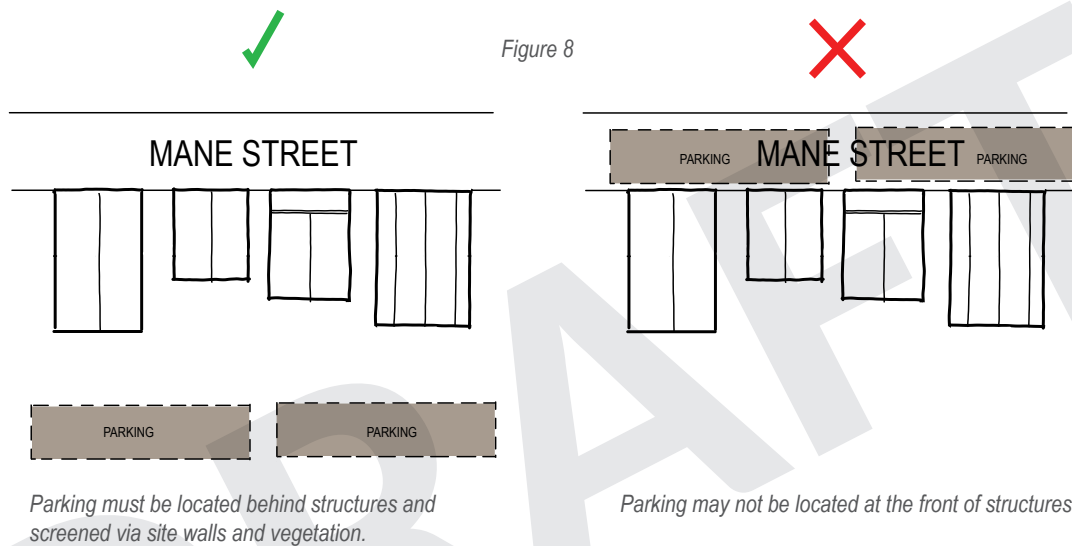 Figure 8
MANE STREET
PARKING
PARKING
Parking must be located behind structures and
screened via site walls and vegetation.
PARKING
MANE STREET
PARKING
Parking may not be located at the front of structures
DRAFT